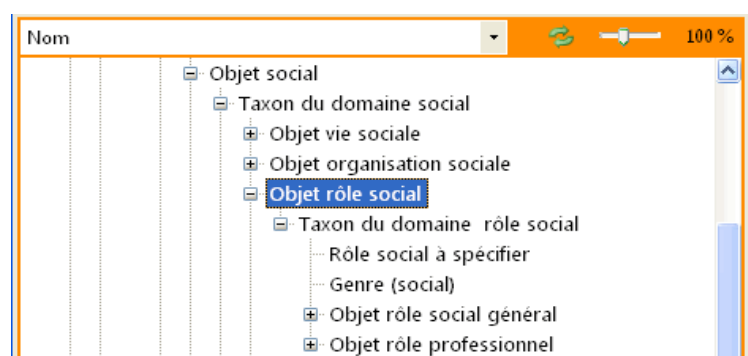 Nom 100 %
Objet social
Taxon du domaine social
Objet vie sociale
Objet organisation sociale
Objet rôle social
Taxon du domaine rôle social
Rôle social à spécifier
Genre (social)
Objet rôle social général
Objet rôle professionnel